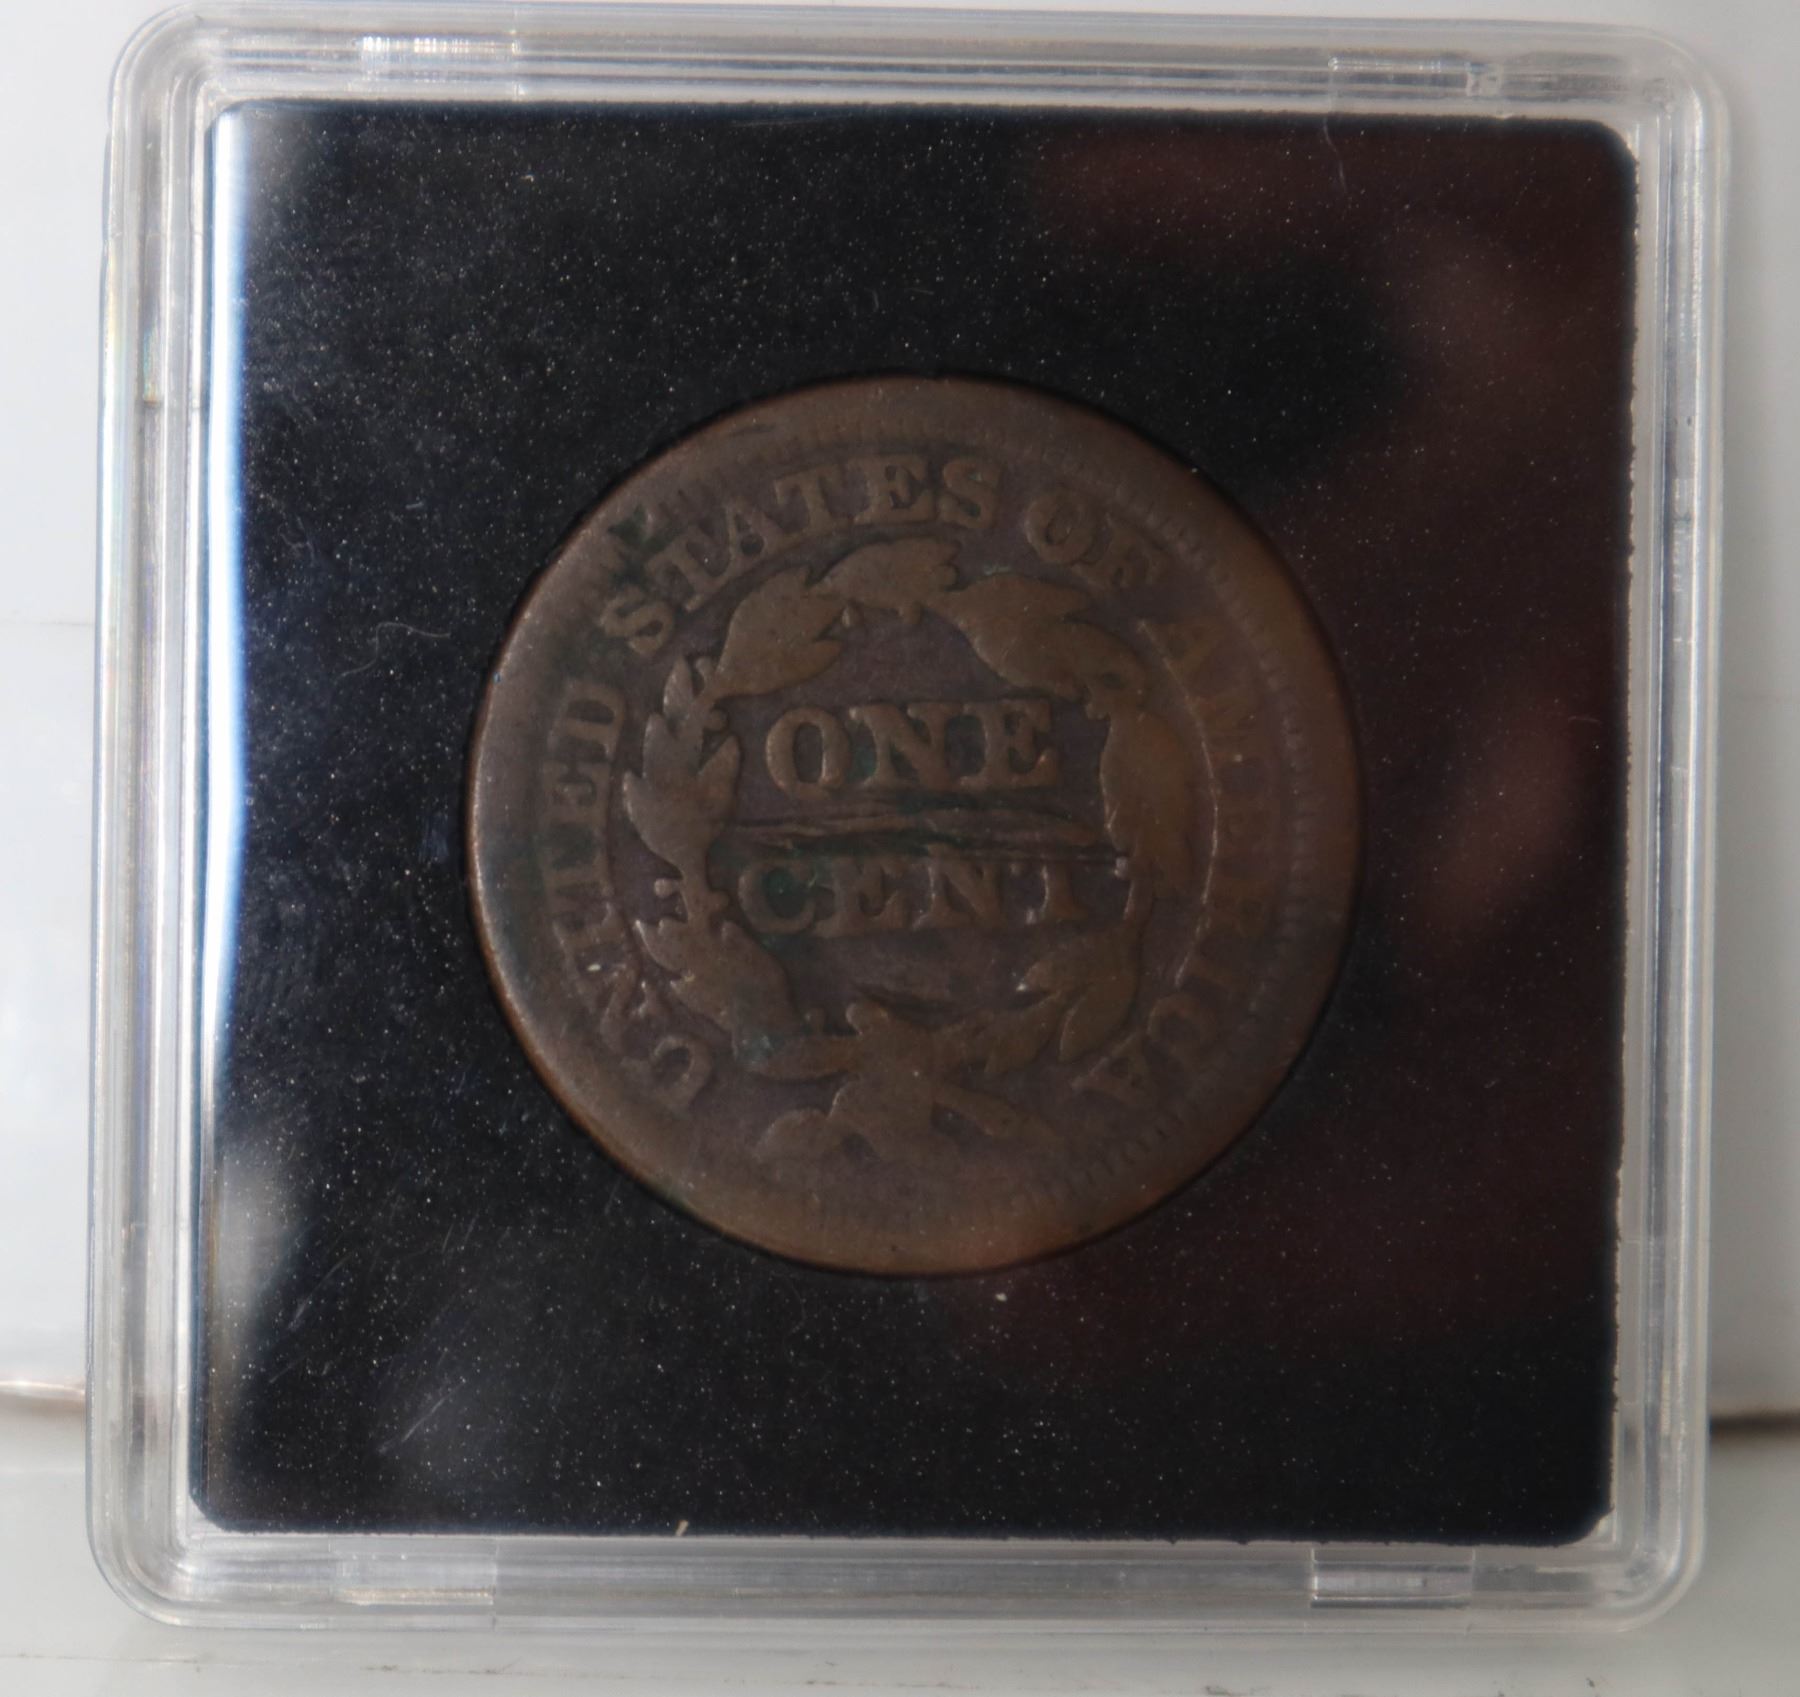 UNITED STATES OF AMERICA
ONE
CENT